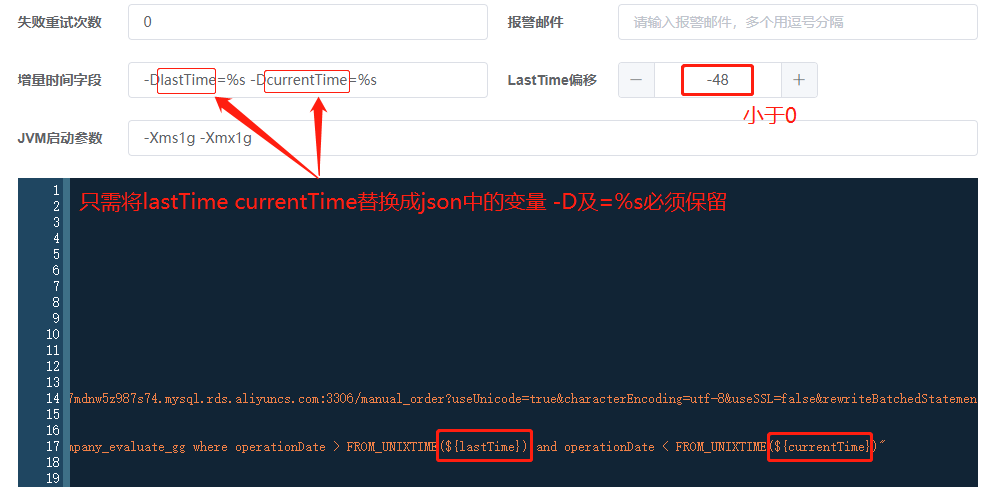 失败重试次数 0 报警邮件 请输入报警邮件，多个用逗号分隔
增量时间字段 -DlastTime=%s -DcurrentTime=%s LastTime偏移 − -48 +
小于0
JVM启动参数 -Xms1g -Xmx1g
1
只需将lastTime currentTime替换成json中的变量 -D及=%s必须保留
2
3
4
5
6
7
8
9
10
11
12
13
14 7mdnw5z987s74.mysql.rds.aliyuncs.com:3306/manual_order?useUnicode=true&characterEncoding=utf-8&useSSL=false&rewriteBatchedStatemen
15
16
17 mpany_evaluate_gg where operationDate > FROM_UNIXTIME(${lastTime}) and operationDate < FROM_UNIXTIME(${currentTime})"
18
19